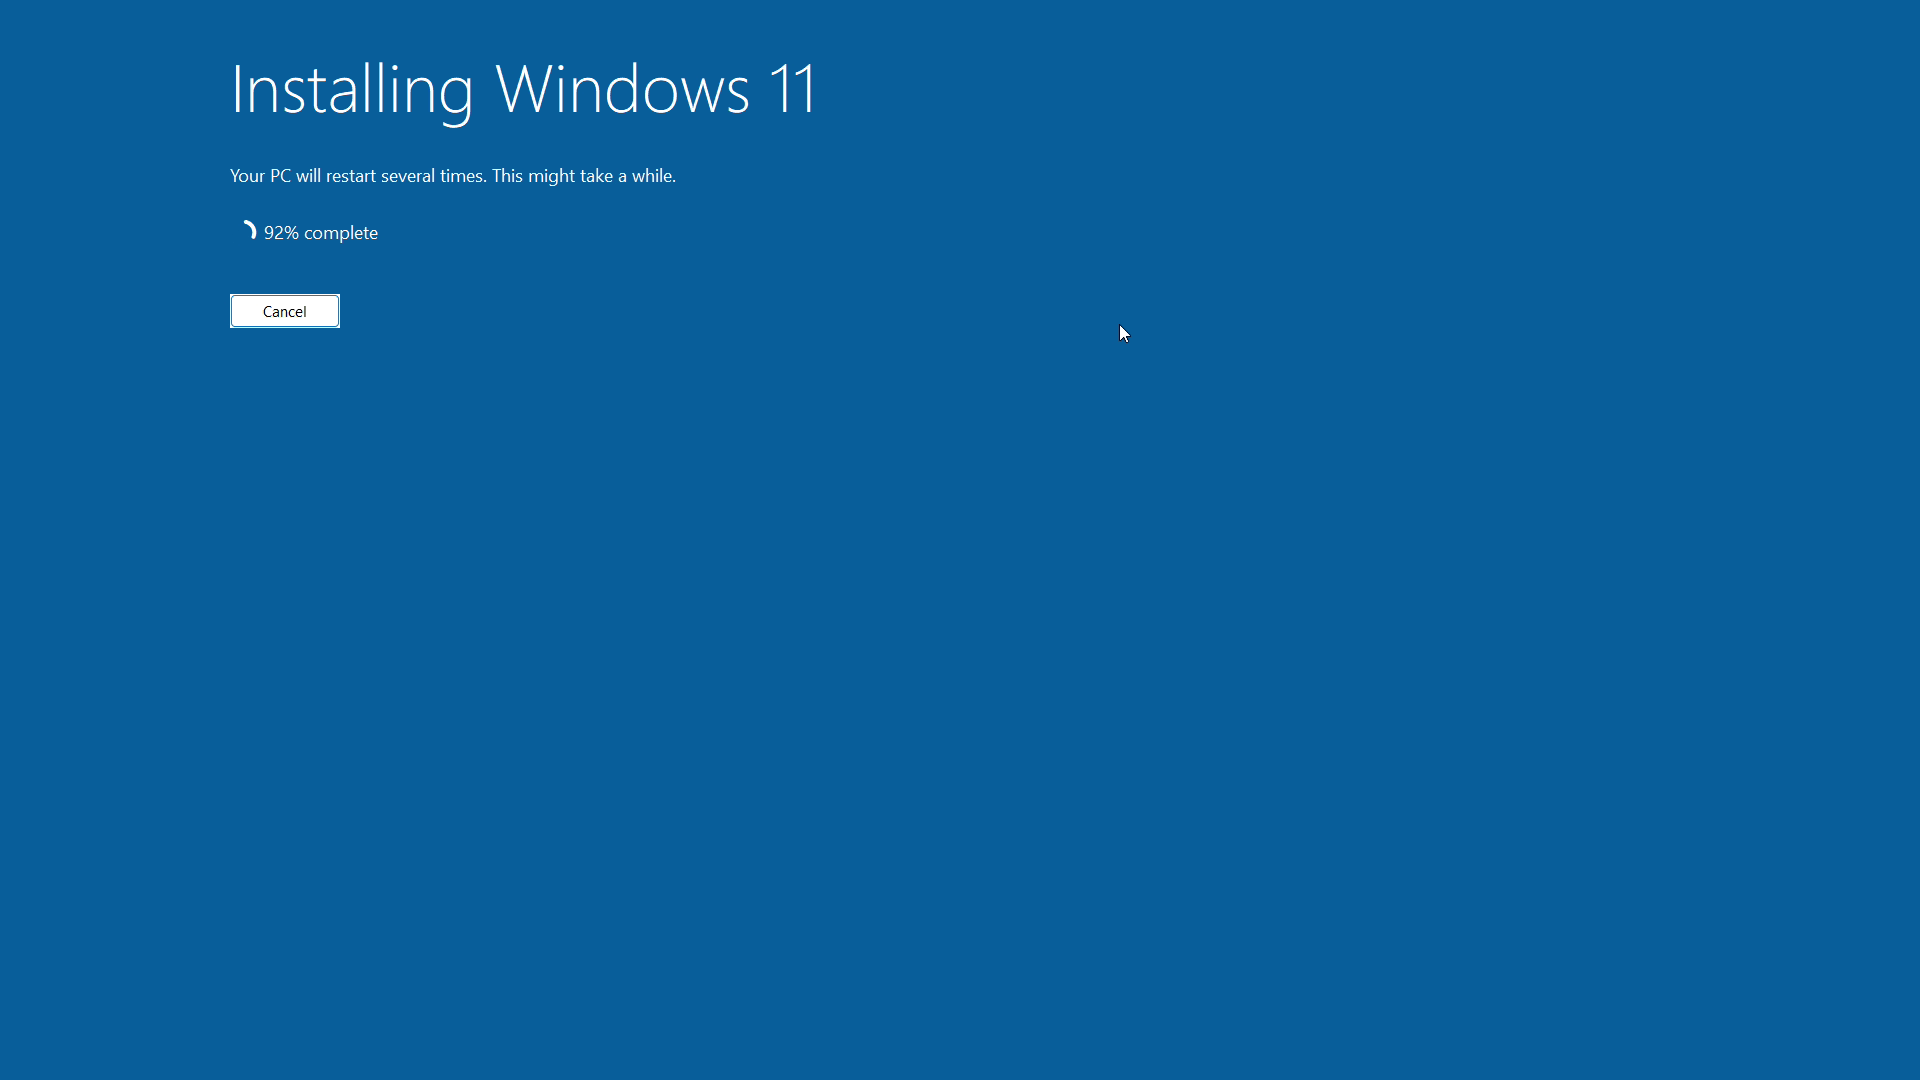 Installing Windows 11
Your PC will restart several times. This might take a while.
92% complete
Cancel